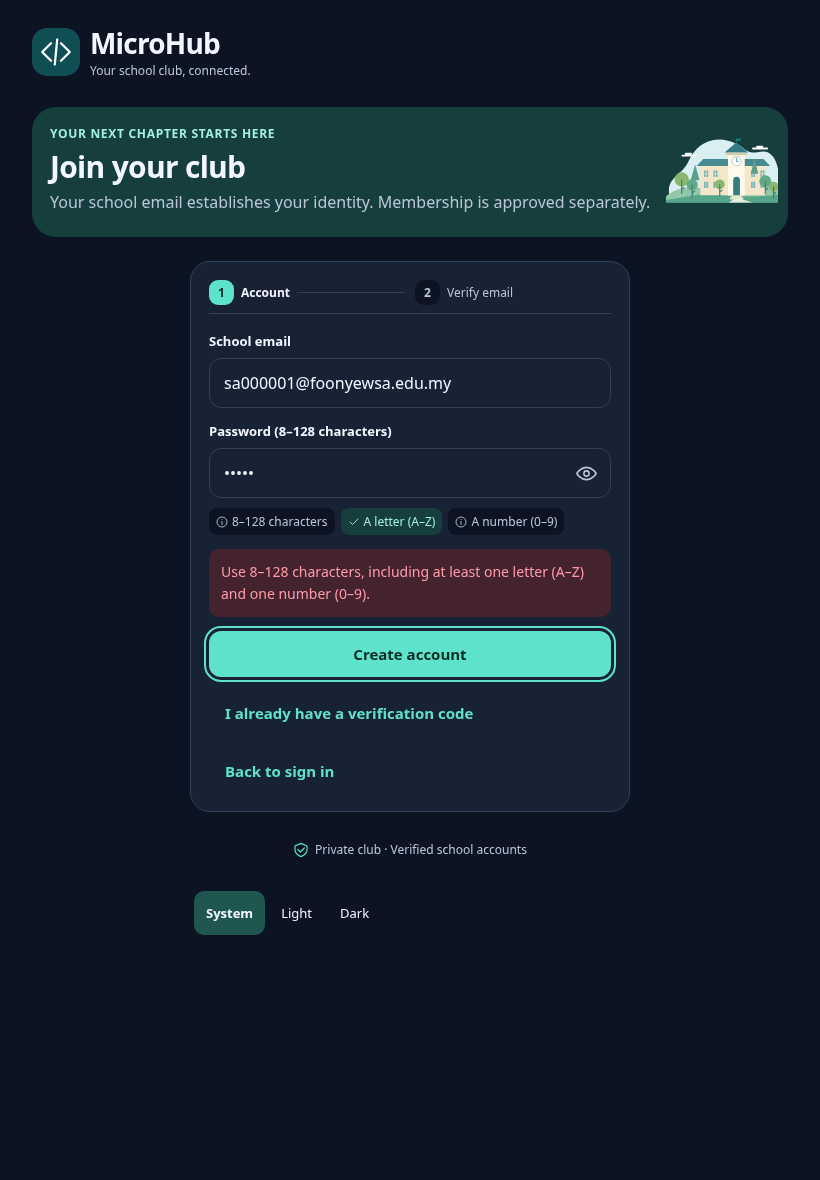 MicroHub
Your school club, connected.
YOUR NEXT CHAPTER STARTS HERE
Join your club
Your school email establishes your identity. Membership is approved separately.
1 Account 2 Verify email
School email
sa000001@foonyewsa.edu.my
Password (8–128 characters)
•••••
8–128 characters A letter (A–Z) A number (0–9)
Use 8–128 characters, including at least one letter (A–Z)
and one number (0–9).
Create account
I already have a verification code
Back to sign in
Private club · Verified school accounts
System Light Dark